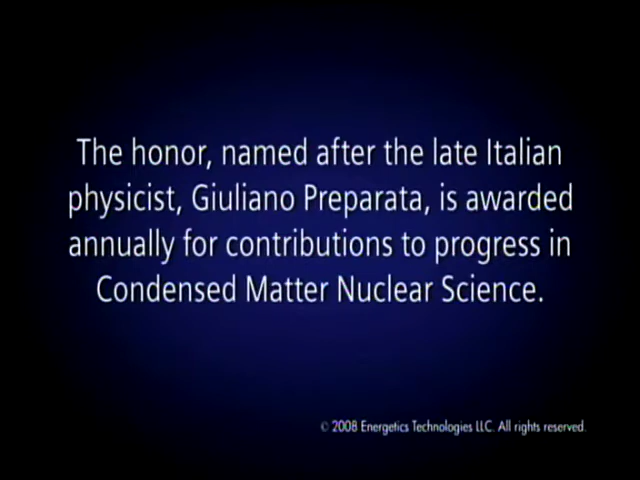 The honor, named after the late Italian
physicist, Giuliano Preparata, is awarded
annually for contributions to progress in
Condensed Matter Nuclear Science.
© 2008 Energetics Technologies LLC. All rights reserved.